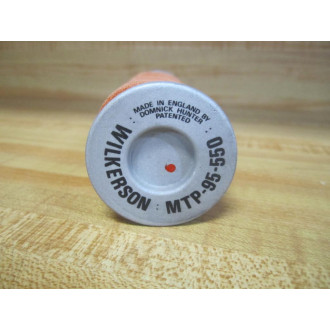 MADE IN ENGLAND BY
DOMNICK HUNTER
PATENTED
WILKERSON : MTP-95-550